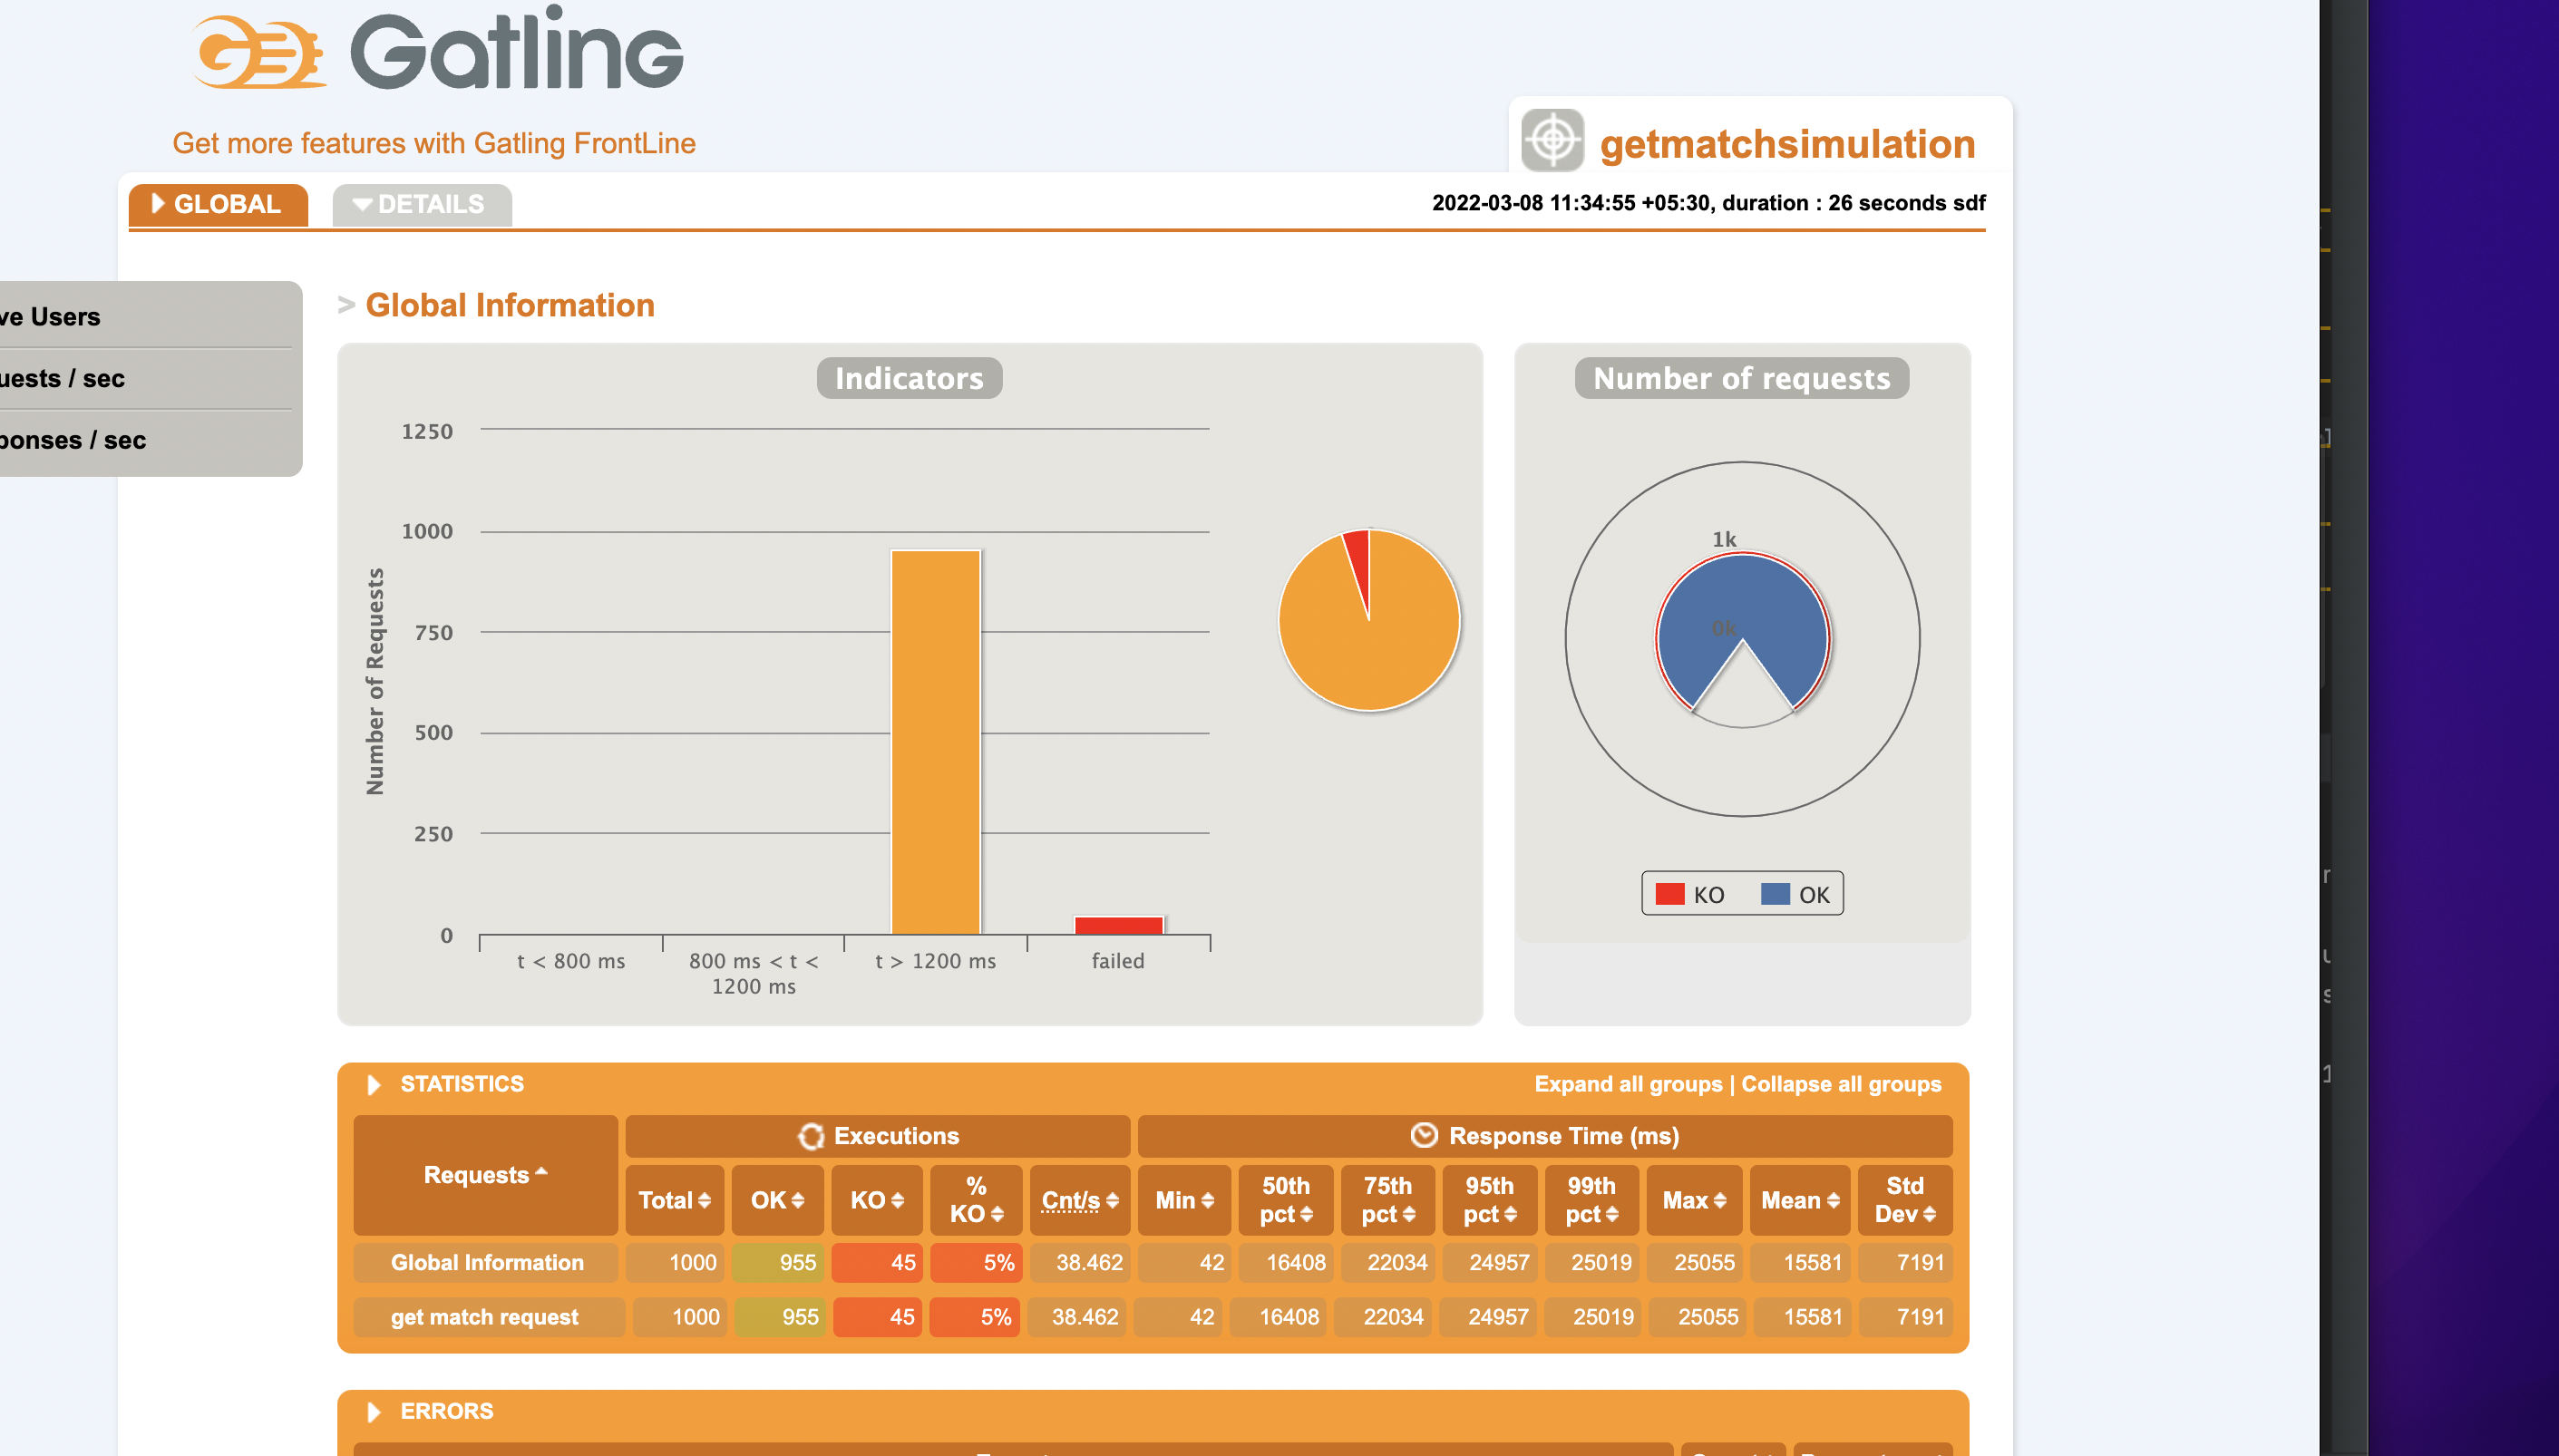 Gatling
Get more features with Gatling FrontLine
getmatchsimulation
GLOBAL
DETAILS
2022-03-08 11:34:55 +05:30, duration : 26 seconds sdf
ve Users
uests / sec
ponses / sec
> Global Information
Indicators
Number of Requests
1250
1000
750
500
250
0
t < 800 ms
800 ms < t <
1200 ms
t > 1200 ms
failed
Number of requests
1k
0k
KO OK
STATISTICS
Expand all groups | Collapse all groups
Requests
Executions
Response Time (ms)
Total OK KO % KO Cnt/s Min 50th pct 75th pct 95th pct 99th pct Max Mean Std Dev
Global Information 1000 955 45 5% 38.462 42 16408 22034 24957 25019 25055 15581 7191
get match request 1000 955 45 5% 38.462 42 16408 22034 24957 25019 25055 15581 7191
ERRORS